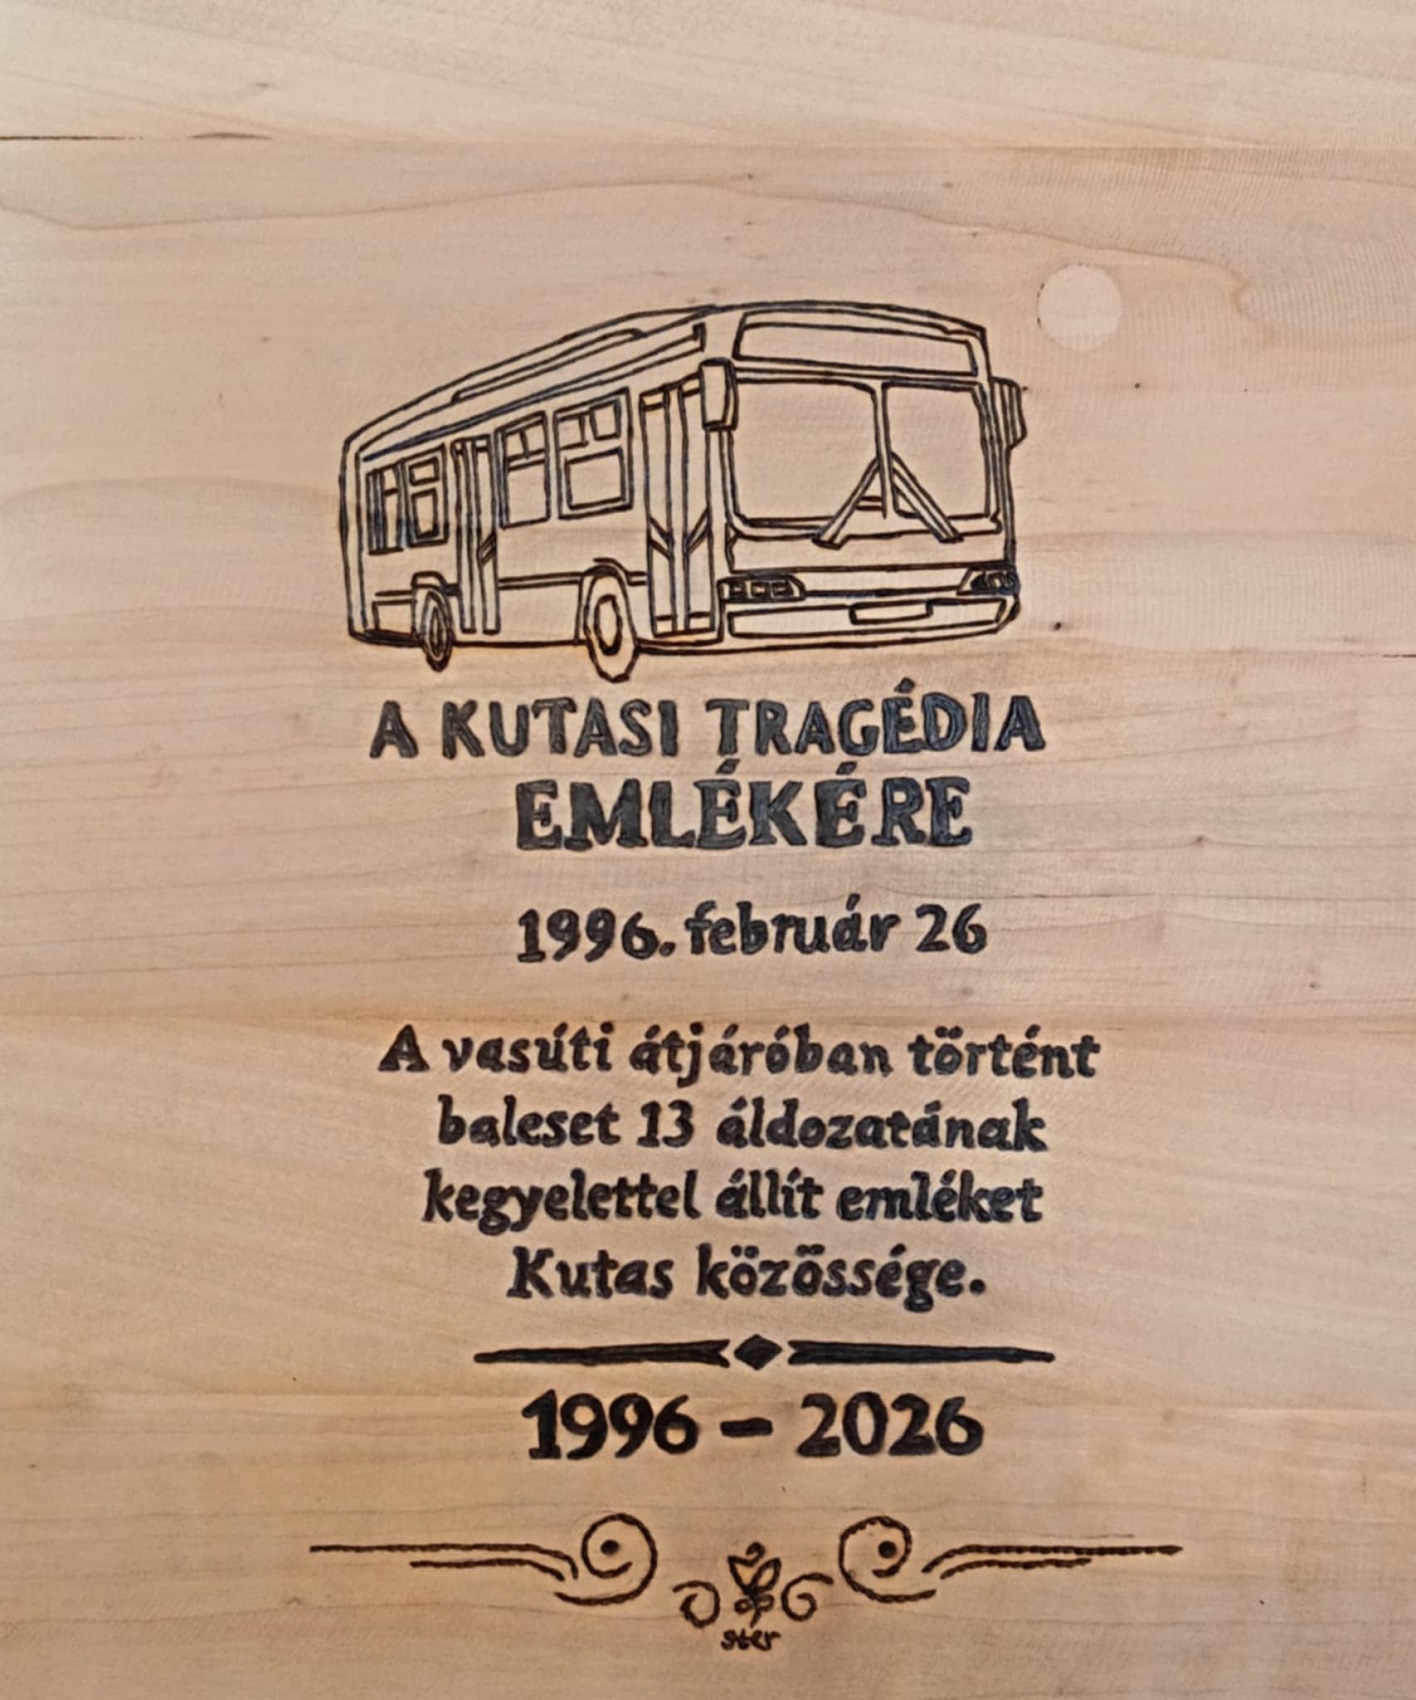 A KUTASI TRAGÉDIA
EMLÉKÉRE
1996. február 26
A vasúti átjáróban történt
baleset 13 áldozatának
kegyelettel állít emléket
Kutas közössége.
1996 – 2026